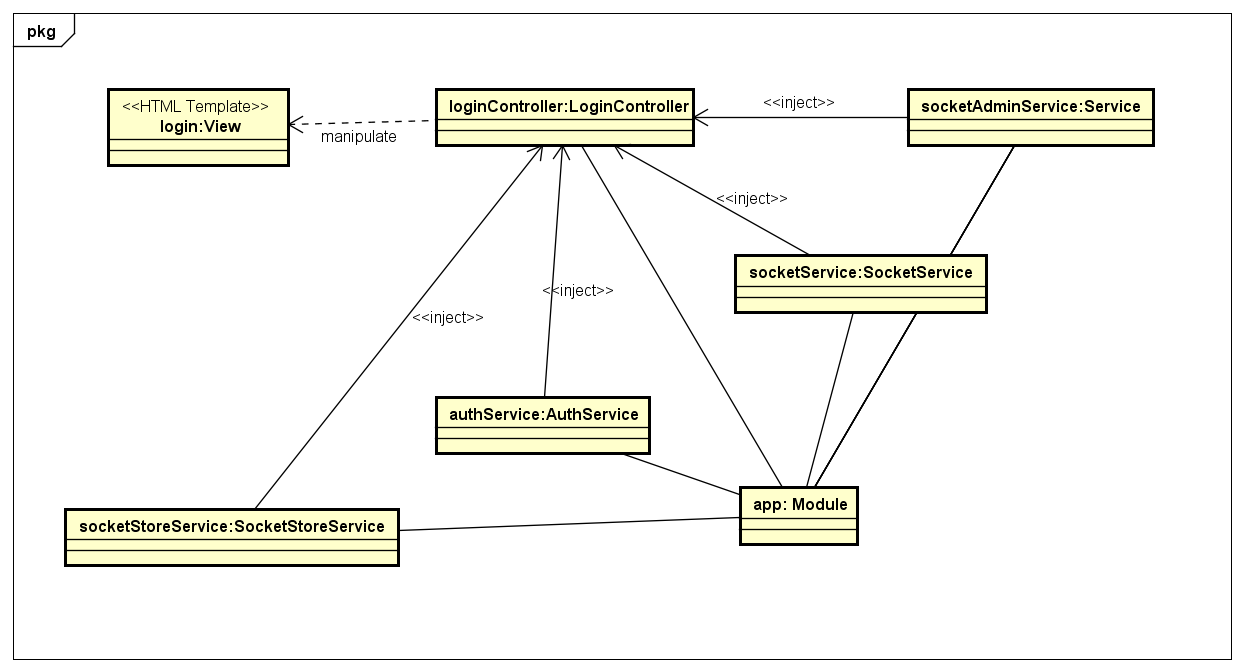 pkg
<<HTML Template>>
login:View
manipulate
loginController:LoginController
<<inject>>
socketAdminService:Service
<<inject>>
socketService:SocketService
<<inject>>
<<inject>>
authService:AuthService
app: Module
socketStoreService:SocketStoreService